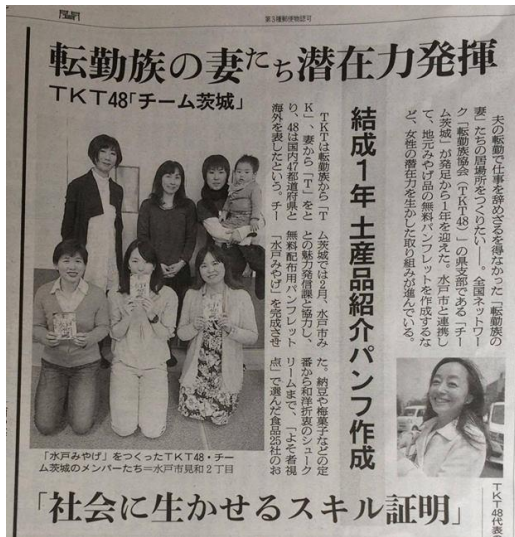 第3種郵便物認可
転勤族の妻たち潜在力発揮
TKT48「チーム茨城」
結成1年 土産品紹介パンフ作成
夫の転勤で仕事を辞めざるを得なかった「転勤族の
妻」たちの居場所をつくりたい――。全国ネットワー
ク「転勤族協会(TKT48)」の県支部である「チー
ム茨城」が発足から1年を迎えた。水戸市と連携し
て、地元みやげ品の無料パンフレットを作成するな
ど、女性の潜在力を生かした取り組みが進んでいる。
TKTは転勤族から「T
K」、妻から「T」をと
り、48は国内47都道府県と
海外を表したという。チー
ム茨城では2月、水戸市み
との魅力発信課と協力し、
無料配布用パンフレット
「水戸みやげ」を完成させ
た。納豆や梅菓子などの定
番から和洋折衷のシューク
リームまで、「よそ者視
点」で選んだ食品25社のお
「水戸みやげ」をつくったTKT48・チー
ム茨城のメンバーたち=水戸市見和2丁目
TKT48代表の
「社会に生かせるスキル証明」